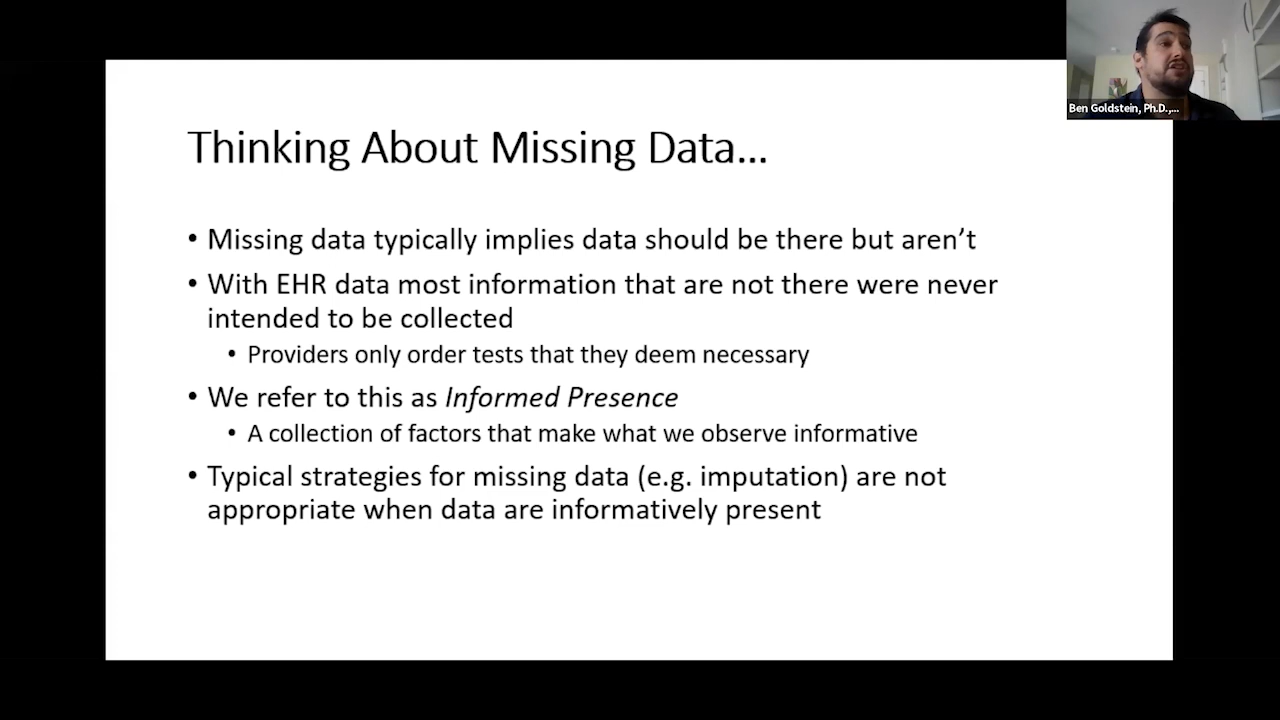 Ben Goldstein, Ph.D.,...
Thinking About Missing Data...
• Missing data typically implies data should be there but aren't
• With EHR data most information that are not there were never
intended to be collected
• Providers only order tests that they deem necessary
• We refer to this as Informed Presence
• A collection of factors that make what we observe informative
• Typical strategies for missing data (e.g. imputation) are not
appropriate when data are informatively present